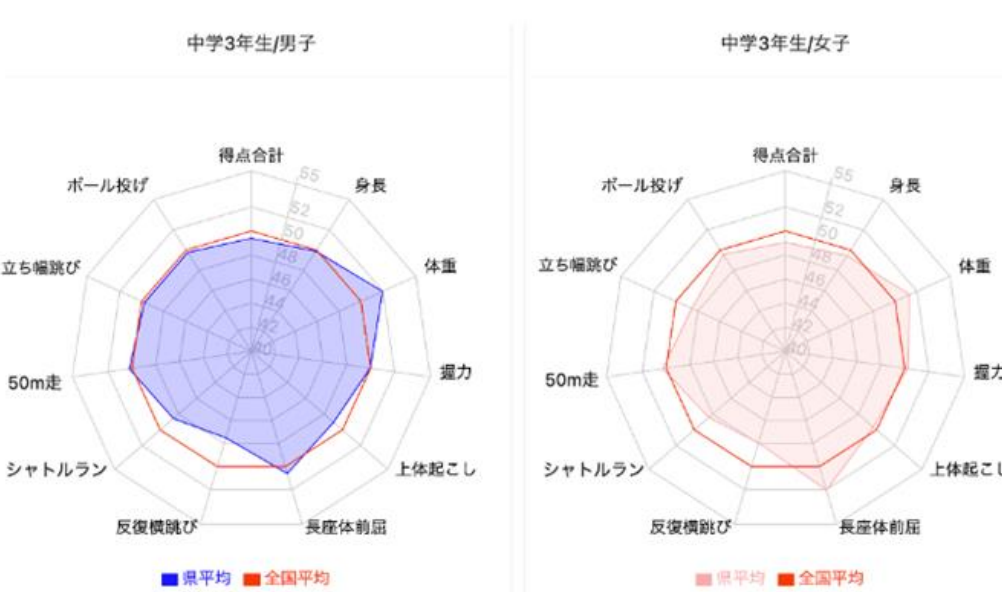 中学3年生/男子
得点合計
身長
体重
握力
上体起こし
長座体前屈
反復横跳び
シャトルラン
50m走
立ち幅跳び
ボール投げ
55
52
50
48
46
44
42
40
県平均 全国平均
中学3年生/女子
得点合計
身長
体重
握力
上体起こし
長座体前屈
反復横跳び
シャトルラン
50m走
立ち幅跳び
ボール投げ
55
52
50
48
46
44
42
40
県平均 全国平均